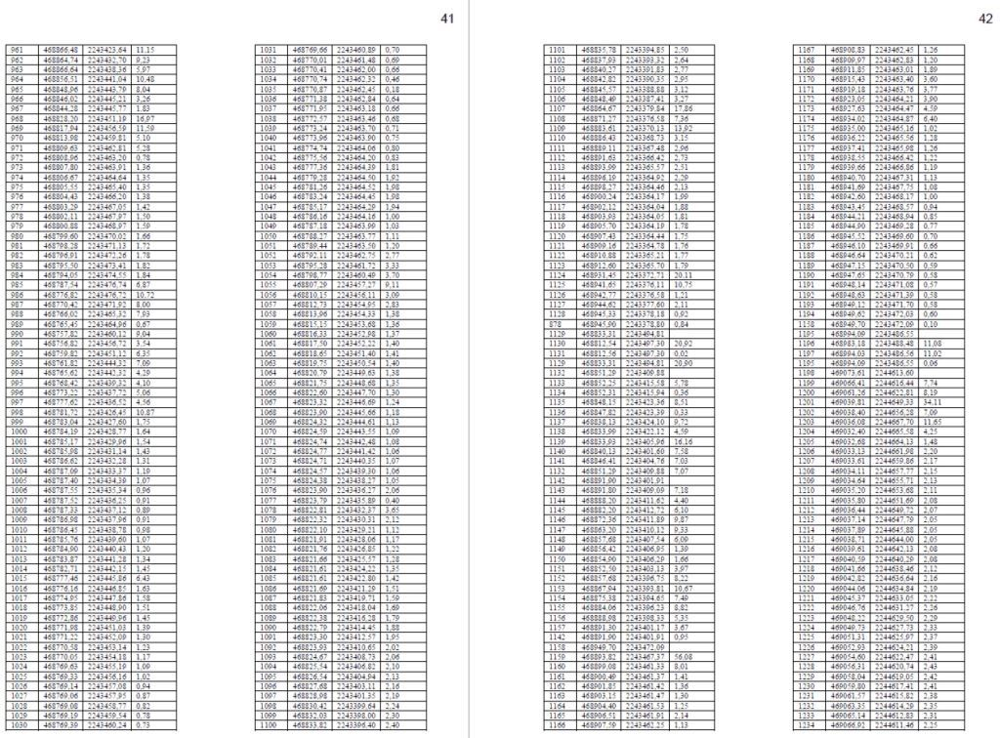 41
961 468866,48 2243423,64 11,15
962 468864,74 2243432,70 9,23
963 468866,64 2243438,36 5,97
964 468856,51 2243441,04 10,48
965 468848,96 2243443,79 8,04
966 468846,02 2243445,21 3,26
967 468844,28 2243445,77 1,83
968 468828,20 2243451,19 16,97
969 468817,94 2243456,59 11,59
970 468813,98 2243459,81 5,10
971 468809,63 2243462,81 5,28
972 468808,96 2243463,20 0,78
973 468807,80 2243463,91 1,36
974 468806,67 2243464,64 1,35
975 468805,55 2243465,40 1,35
976 468804,43 2243466,20 1,38
977 468803,29 2243467,05 1,42
978 468802,11 2243467,97 1,50
979 468800,88 2243468,97 1,59
980 468799,60 2243470,02 1,66
981 468798,28 2243471,13 1,72
982 468796,91 2243472,26 1,78
983 468795,50 2243473,41 1,82
984 468794,05 2243474,55 1,84
985 468787,54 2243476,74 6,87
986 468776,82 2243476,72 10,72
987 468770,42 2243471,92 8,00
988 468766,02 2243465,32 7,93
989 468765,45 2243464,96 0,67
990 468757,82 2243460,12 9,04
991 468756,82 2243456,72 3,54
992 468759,82 2243451,12 6,35
993 468761,82 2243444,32 7,09
994 468765,62 2243442,32 4,29
995 468768,42 2243439,32 4,10
996 468773,22 2243437,72 5,06
997 468777,62 2243436,52 4,56
998 468781,72 2243426,45 10,87
999 468783,04 2243427,60 1,75
1000 468784,19 2243428,77 1,64
1001 468785,17 2243429,96 1,54
1002 468785,98 2243431,14 1,43
1003 468786,62 2243432,28 1,31
1004 468787,09 2243433,37 1,19
1005 468787,40 2243434,39 1,07
1006 468787,55 2243435,34 0,96
1007 468787,52 2243436,25 0,91
1008 468787,33 2243437,12 0,89
1009 468786,98 2243437,96 0,91
1010 468786,45 2243438,78 0,98
1011 468785,76 2243439,60 1,07
1012 468784,90 2243440,43 1,20
1013 468783,87 2243441,28 1,34
1014 468782,71 2243442,15 1,45
1015 468777,46 2243445,86 6,43
1016 468776,16 2243446,85 1,63
1017 468774,95 2243447,86 1,58
1018 468773,85 2243448,90 1,51
1019 468772,86 2243449,96 1,45
1020 468771,98 2243451,03 1,39
1021 468771,22 2243452,09 1,30
1022 468770,58 2243453,14 1,23
1023 468770,05 2243454,18 1,17
1024 468769,63 2243455,19 1,09
1025 468769,33 2243456,16 1,02
1026 468769,14 2243457,08 0,94
1027 468769,06 2243457,95 0,87
1028 468769,08 2243458,77 0,82
1029 468769,19 2243459,54 0,78
1030 468769,39 2243460,24 0,73
1031 468769,66 2243460,89 0,70
1032 468770,01 2243461,48 0,69
1033 468770,41 2243462,00 0,66
1034 468770,74 2243462,32 0,46
1035 468770,87 2243462,45 0,18
1036 468771,38 2243462,84 0,64
1037 468771,95 2243463,18 0,66
1038 468772,57 2243463,46 0,68
1039 468773,24 2243463,70 0,71
1040 468773,96 2243463,90 0,75
1041 468774,74 2243464,06 0,80
1042 468775,56 2243464,20 0,83
1043 468777,36 2243464,39 1,81
1044 468779,28 2243464,50 1,92
1045 468781,26 2243464,52 1,98
1046 468783,24 2243464,45 1,98
1047 468785,17 2243464,29 1,94
1048 468786,16 2243464,16 1,00
1049 468787,18 2243463,99 1,03
1050 468788,27 2243463,77 1,11
1051 468789,44 2243463,50 1,20
1052 468792,11 2243462,75 2,77
1053 468795,28 2243461,72 3,33
1054 468798,77 2243460,49 3,70
1055 468807,29 2243457,27 9,11
1056 468810,15 2243456,11 3,09
1057 468812,73 2243454,95 2,83
1058 468813,96 2243454,33 1,38
1059 468815,15 2243453,68 1,36
1060 468816,33 2243452,98 1,37
1061 468817,50 2243452,22 1,40
1062 468818,65 2243451,40 1,41
1063 468819,75 2243450,54 1,40
1064 468820,79 2243449,63 1,38
1065 468821,75 2243448,68 1,35
1066 468822,60 2243447,70 1,30
1067 468823,32 2243446,69 1,24
1068 468823,90 2243445,66 1,18
1069 468824,32 2243444,61 1,13
1070 468824,59 2243443,55 1,09
1071 468824,74 2243442,48 1,08
1072 468824,77 2243441,42 1,06
1073 468824,71 2243440,35 1,07
1074 468824,57 2243439,30 1,06
1075 468824,38 2243438,27 1,05
1076 468823,90 2243436,27 2,06
1077 468823,79 2243435,89 0,40
1078 468822,81 2243432,37 3,65
1079 468822,32 2243430,31 2,12
1080 468822,10 2243429,21 1,12
1081 468821,91 2243428,06 1,17
1082 468821,76 2243426,85 1,22
1083 468821,66 2243425,57 1,28
1084 468821,61 2243424,22 1,35
1085 468821,61 2243422,80 1,42
1086 468821,69 2243421,29 1,51
1087 468821,83 2243419,71 1,59
1088 468822,06 2243418,04 1,69
1089 468822,38 2243416,28 1,79
1090 468822,79 2243414,45 1,88
1091 468823,30 2243412,57 1,95
1092 468823,93 2243410,65 2,02
1093 468824,67 2243408,73 2,06
1094 468825,54 2243406,82 2,10
1095 468826,54 2243404,94 2,13
1096 468827,68 2243403,11 2,16
1097 468828,98 2243401,35 2,19
1098 468830,42 2243399,64 2,24
1099 468832,03 2243398,00 2,30
1100 468833,82 2243396,40 2,40
42
1101 468835,78 2243394,85 2,50
1102 468837,93 2243393,32 2,64
1103 468840,27 2243391,83 2,77
1104 468842,82 2243390,35 2,95
1105 468845,57 2243388,88 3,12
1106 468848,49 2243387,41 3,27
1107 468864,67 2243379,84 17,86
1108 468871,27 2243376,58 7,36
1109 468883,61 2243370,13 13,92
1110 468886,43 2243368,73 3,15
1111 468889,11 2243367,48 2,96
1112 468891,63 2243366,42 2,73
1113 468893,99 2243365,57 2,51
1114 468896,19 2243364,92 2,29
1115 468898,27 2243364,46 2,13
1116 468900,24 2243364,17 1,99
1117 468902,12 2243364,04 1,88
1118 468903,93 2243364,05 1,81
1119 468905,70 2243364,19 1,78
1120 468907,43 2243364,44 1,75
1121 468909,16 2243364,78 1,76
1122 468910,88 2243365,21 1,77
1123 468912,60 2243365,70 1,79
1124 468931,45 2243372,71 20,11
1125 468941,65 2243376,11 10,75
1126 468942,77 2243376,58 1,21
1127 468944,62 2243377,60 2,11
1128 468945,33 2243378,18 0,92
878 468945,90 2243378,80 0,84
1129 468833,31 2243494,81
1130 468812,54 2243497,30 20,92
1131 468812,56 2243497,30 0,02
1129 468833,31 2243494,81 20,90
1132 468851,29 2243409,88
1133 468852,25 2243415,58 5,78
1134 468852,31 2243415,94 0,36
1135 468848,15 2243423,36 8,51
1136 468847,82 2243423,39 0,33
1137 468838,13 2243424,10 9,72
1138 468833,99 2243422,12 4,59
1139 468833,93 2243405,96 16,16
1140 468840,13 2243401,60 7,58
1141 468846,41 2243404,76 7,03
1132 468851,29 2243409,88 7,07
1142 468891,90 2243401,91
1143 468891,80 2243409,09 7,18
1144 468888,20 2243411,62 4,40
1145 468882,20 2243412,72 6,10
1146 468872,36 2243411,89 9,87
1147 468863,20 2243410,12 9,33
1148 468857,68 2243407,54 6,09
1149 468856,42 2243406,95 1,39
1150 468854,90 2243406,29 1,66
1151 468852,50 2243403,13 3,97
1152 468857,68 2243396,75 8,22
1153 468867,94 2243393,81 10,67
1154 468875,38 2243394,65 7,49
1155 468884,06 2243396,23 8,82
1156 468888,98 2243398,33 5,35
1157 468891,30 2243401,17 3,67
1142 468891,90 2243401,91 0,95
1158 468949,70 2243472,09
1159 468893,82 2243467,37 56,08
1160 468899,08 2243461,33 8,01
1161 468900,49 2243461,37 1,41
1162 468901,85 2243461,42 1,36
1163 468903,15 2243461,47 1,30
1164 468904,40 2243461,53 1,25
1165 468906,51 2243461,91 2,14
1166 468907,59 2243462,25 1,13
1167 468908,83 2243462,45 1,26
1168 468909,97 2243462,83 1,20
1169 468911,85 2243463,01 1,89
1170 468915,43 2243463,40 3,60
1171 468919,18 2243463,76 3,77
1172 468923,05 2243464,21 3,90
1173 468927,63 2243464,47 4,59
1174 468934,02 2243464,87 6,40
1175 468935,00 2243465,16 1,02
1176 468936,22 2243465,56 1,28
1177 468937,41 2243465,98 1,26
1178 468938,55 2243466,42 1,22
1179 468939,66 2243466,86 1,19
1180 468940,70 2243467,31 1,13
1181 468941,69 2243467,75 1,08
1182 468942,60 2243468,17 1,00
1183 468943,45 2243468,57 0,94
1184 468944,21 2243468,94 0,85
1185 468944,90 2243469,28 0,77
1186 468945,52 2243469,60 0,70
1187 468946,10 2243469,91 0,66
1188 468946,64 2243470,21 0,62
1189 468947,15 2243470,50 0,59
1190 468947,65 2243470,79 0,58
1191 468948,14 2243471,08 0,57
1192 468948,63 2243471,39 0,58
1193 468949,12 2243471,70 0,58
1194 468949,62 2243472,03 0,60
1158 468949,70 2243472,09 0,10
1195 468994,09 2243486,55
1196 468983,18 2243488,48 11,08
1197 468994,03 2243486,56 11,02
1195 468994,09 2243486,55 0,06
1198 469073,61 2244613,60
1199 469066,41 2244616,44 7,74
1200 469061,26 2244622,81 8,19
1201 469039,81 2244649,33 34,11
1202 469038,40 2244656,28 7,09
1203 469036,08 2244667,70 11,65
1204 469032,40 2244665,58 4,25
1205 469032,68 2244664,13 1,48
1206 469033,13 2244661,98 2,20
1207 469033,61 2244659,86 2,17
1208 469034,11 2244657,77 2,15
1209 469034,64 2244655,71 2,13
1210 469035,20 2244653,68 2,11
1211 469035,80 2244651,69 2,08
1212 469036,44 2244649,72 2,07
1213 469037,14 2244647,79 2,05
1214 469037,89 2244645,88 2,05
1215 469038,71 2244644,00 2,05
1216 469039,61 2244642,13 2,08
1217 469040,59 2244640,29 2,08
1218 469041,66 2244638,46 2,12
1219 469042,82 2244636,64 2,16
1220 469044,06 2244634,84 2,19
1221 469045,37 2244633,05 2,22
1222 469046,76 2244631,27 2,26
1223 469048,22 2244629,50 2,29
1224 469049,73 2244627,73 2,33
1225 469051,31 2244625,97 2,37
1226 469052,93 2244624,21 2,39
1227 469054,60 2244622,47 2,41
1228 469056,31 2244620,74 2,43
1229 469058,04 2244619,05 2,42
1230 469059,80 2244617,41 2,41
1231 469061,57 2244615,82 2,38
1232 469063,35 2244614,29 2,35
1233 469065,14 2244612,83 2,31
1234 469066,92 2244611,46 2,25